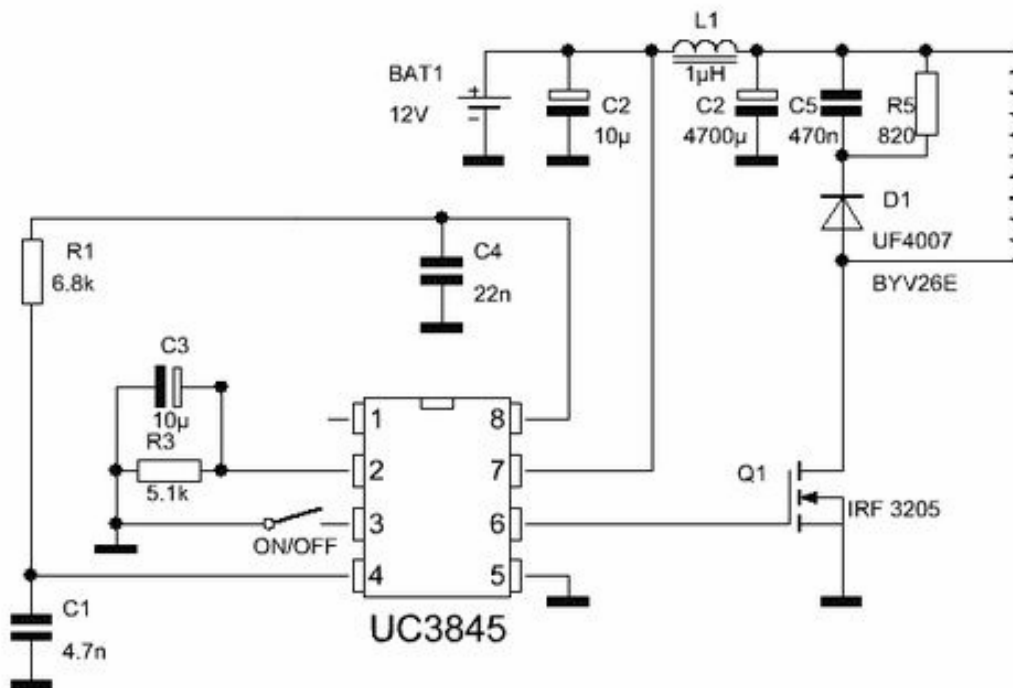 L1
1µH
BAT1
12V
+
−
C2
10µ
C2
4700µ
C5
470n
R5
820
D1
UF4007
BYV26E
R1
6.8k
C4
22n
C3
10µ
R3
5.1k
ON/OFF
1
2
3
4
8
7
6
5
UC3845
Q1
IRF 3205
C1
4.7n